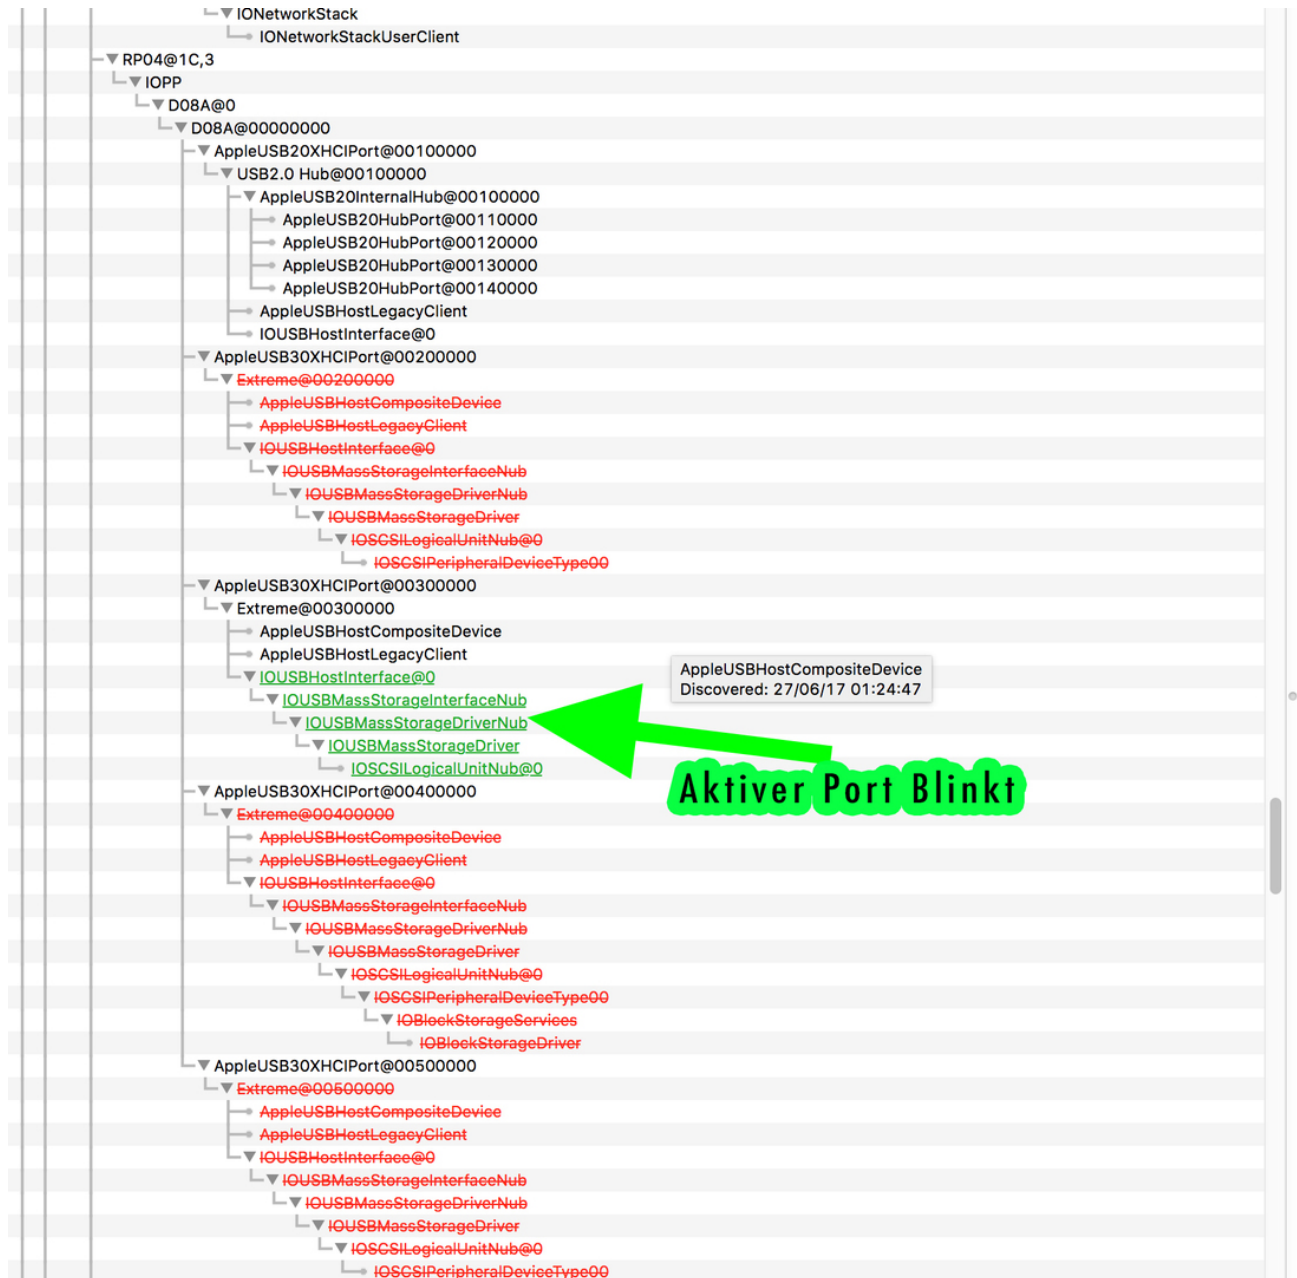 IONetworkStack
IONetworkStackUserClient
RP04@1C,3
IOPP
D08A@0
D08A@00000000
AppleUSB20XHCIPort@00100000
USB2.0 Hub@00100000
AppleUSB20InternalHub@00100000
AppleUSB20HubPort@00110000
AppleUSB20HubPort@00120000
AppleUSB20HubPort@00130000
AppleUSB20HubPort@00140000
AppleUSBHostLegacyClient
IOUSBHostInterface@0
AppleUSB30XHCIPort@00200000
Extreme@00200000
AppleUSBHostCompositeDevice
AppleUSBHostLegacyClient
IOUSBHostInterface@0
IOUSBMassStorageInterfaceNub
IOUSBMassStorageDriverNub
IOUSBMassStorageDriver
IOSCSILogicalUnitNub@0
IOSCSIPeripheralDeviceType00
AppleUSB30XHCIPort@00300000
Extreme@00300000
AppleUSBHostCompositeDevice
AppleUSBHostLegacyClient
IOUSBHostInterface@0
AppleUSBHostCompositeDevice
Discovered: 27/06/17 01:24:47
IOUSBMassStorageInterfaceNub
IOUSBMassStorageDriverNub
IOUSBMassStorageDriver
IOSCSILogicalUnitNub@0
Aktiver Port Blinkt
AppleUSB30XHCIPort@00400000
Extreme@00400000
AppleUSBHostCompositeDevice
AppleUSBHostLegacyClient
IOUSBHostInterface@0
IOUSBMassStorageInterfaceNub
IOUSBMassStorageDriverNub
IOUSBMassStorageDriver
IOSCSILogicalUnitNub@0
IOSCSIPeripheralDeviceType00
IOBlockStorageServices
IOBlockStorageDriver
AppleUSB30XHCIPort@00500000
Extreme@00500000
AppleUSBHostCompositeDevice
AppleUSBHostLegacyClient
IOUSBHostInterface@0
IOUSBMassStorageInterfaceNub
IOUSBMassStorageDriverNub
IOUSBMassStorageDriver
IOSCSILogicalUnitNub@0
IOSCSIPeripheralDeviceType00